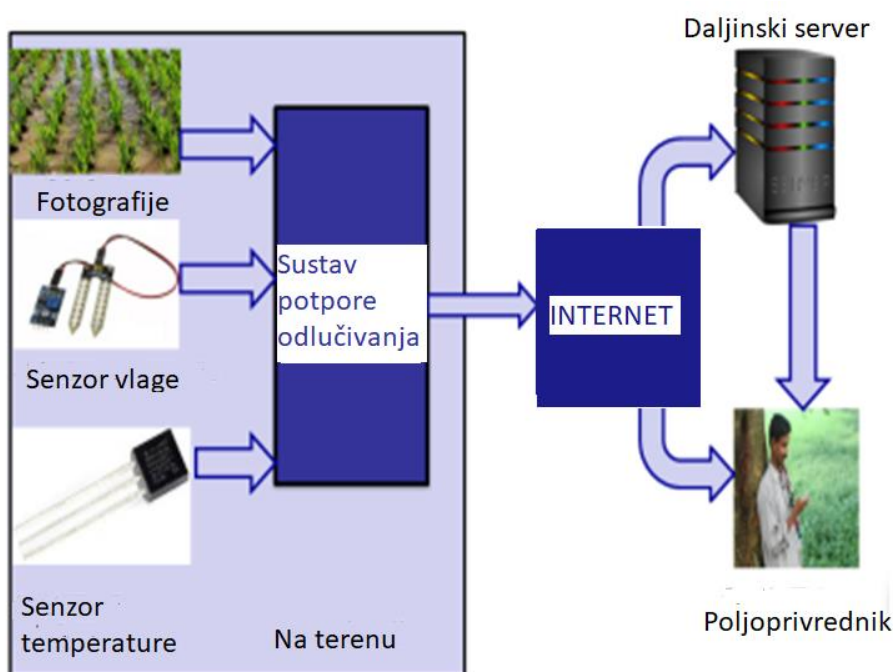 Daljinski server
Fotografije
Sustav
potpore
odlučivanja
INTERNET
Senzor vlage
Senzor
temperature
Na terenu
Poljoprivrednik